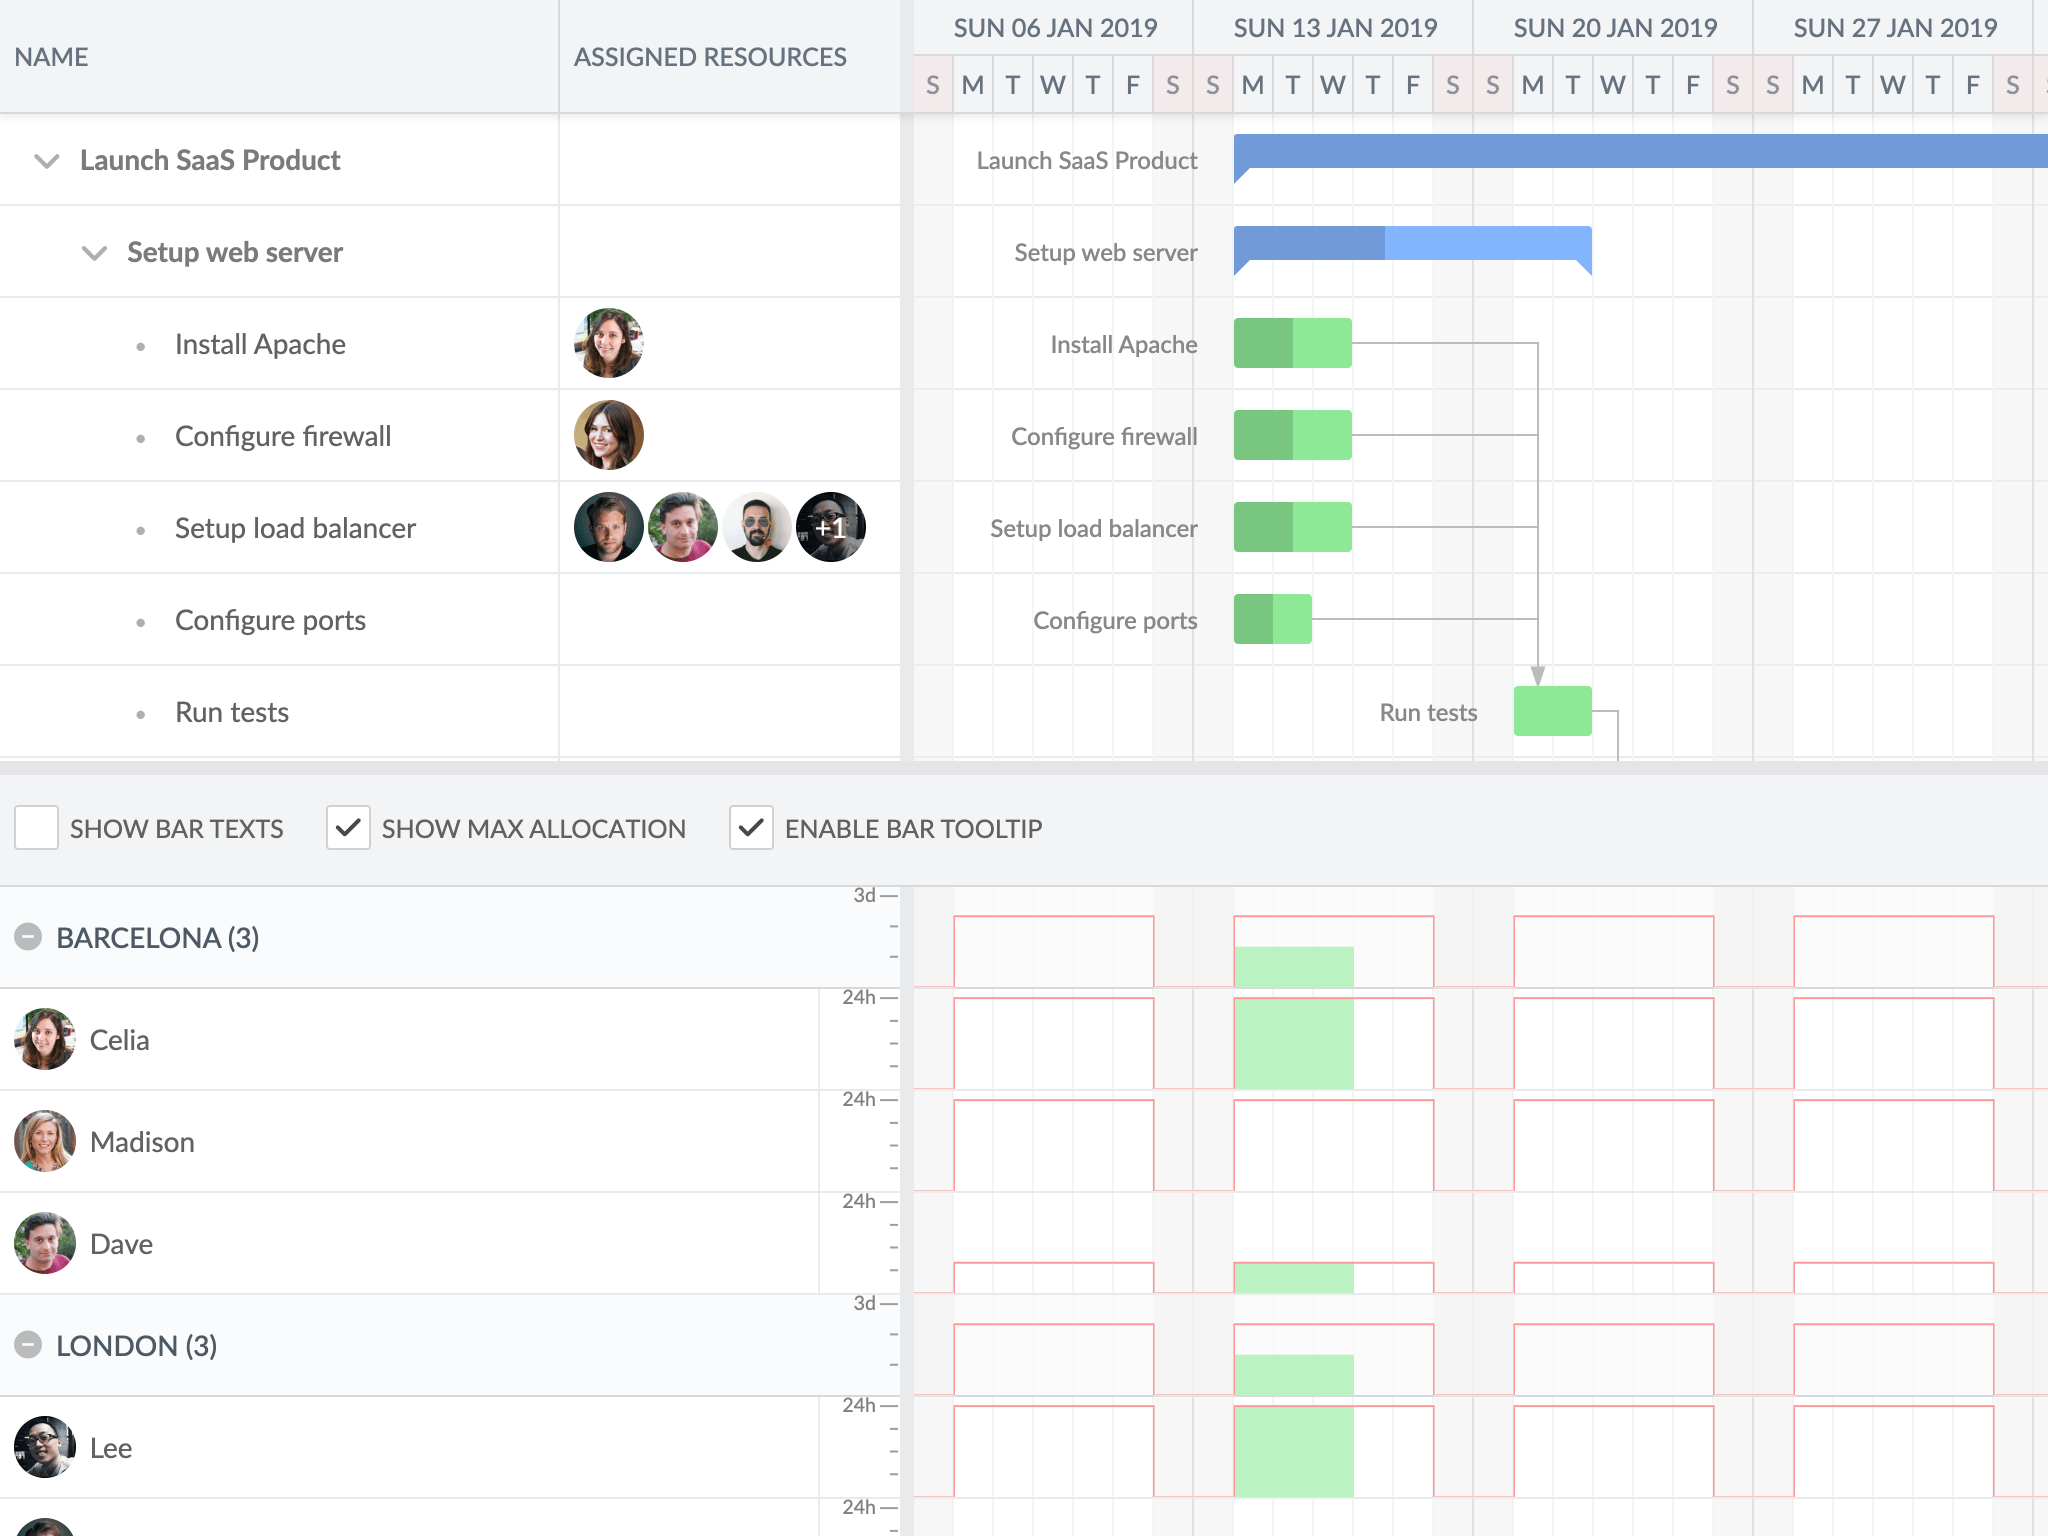 NAME
ASSIGNED RESOURCES
SUN 06 JAN 2019 SUN 13 JAN 2019 SUN 20 JAN 2019 SUN 27 JAN 2019
S M T W T F S S M T W T F S S M T W T F S S M T W T F S
Launch SaaS Product
Launch SaaS Product
Setup web server
Setup web server
Install Apache
Install Apache
Configure firewall
Configure firewall
Setup load balancer
+1
Setup load balancer
Configure ports
Configure ports
Run tests
Run tests
SHOW BAR TEXTS SHOW MAX ALLOCATION ENABLE BAR TOOLTIP
3d
BARCELONA (3)
24h
Celia
24h
Madison
24h
Dave
3d
LONDON (3)
24h
Lee
24h